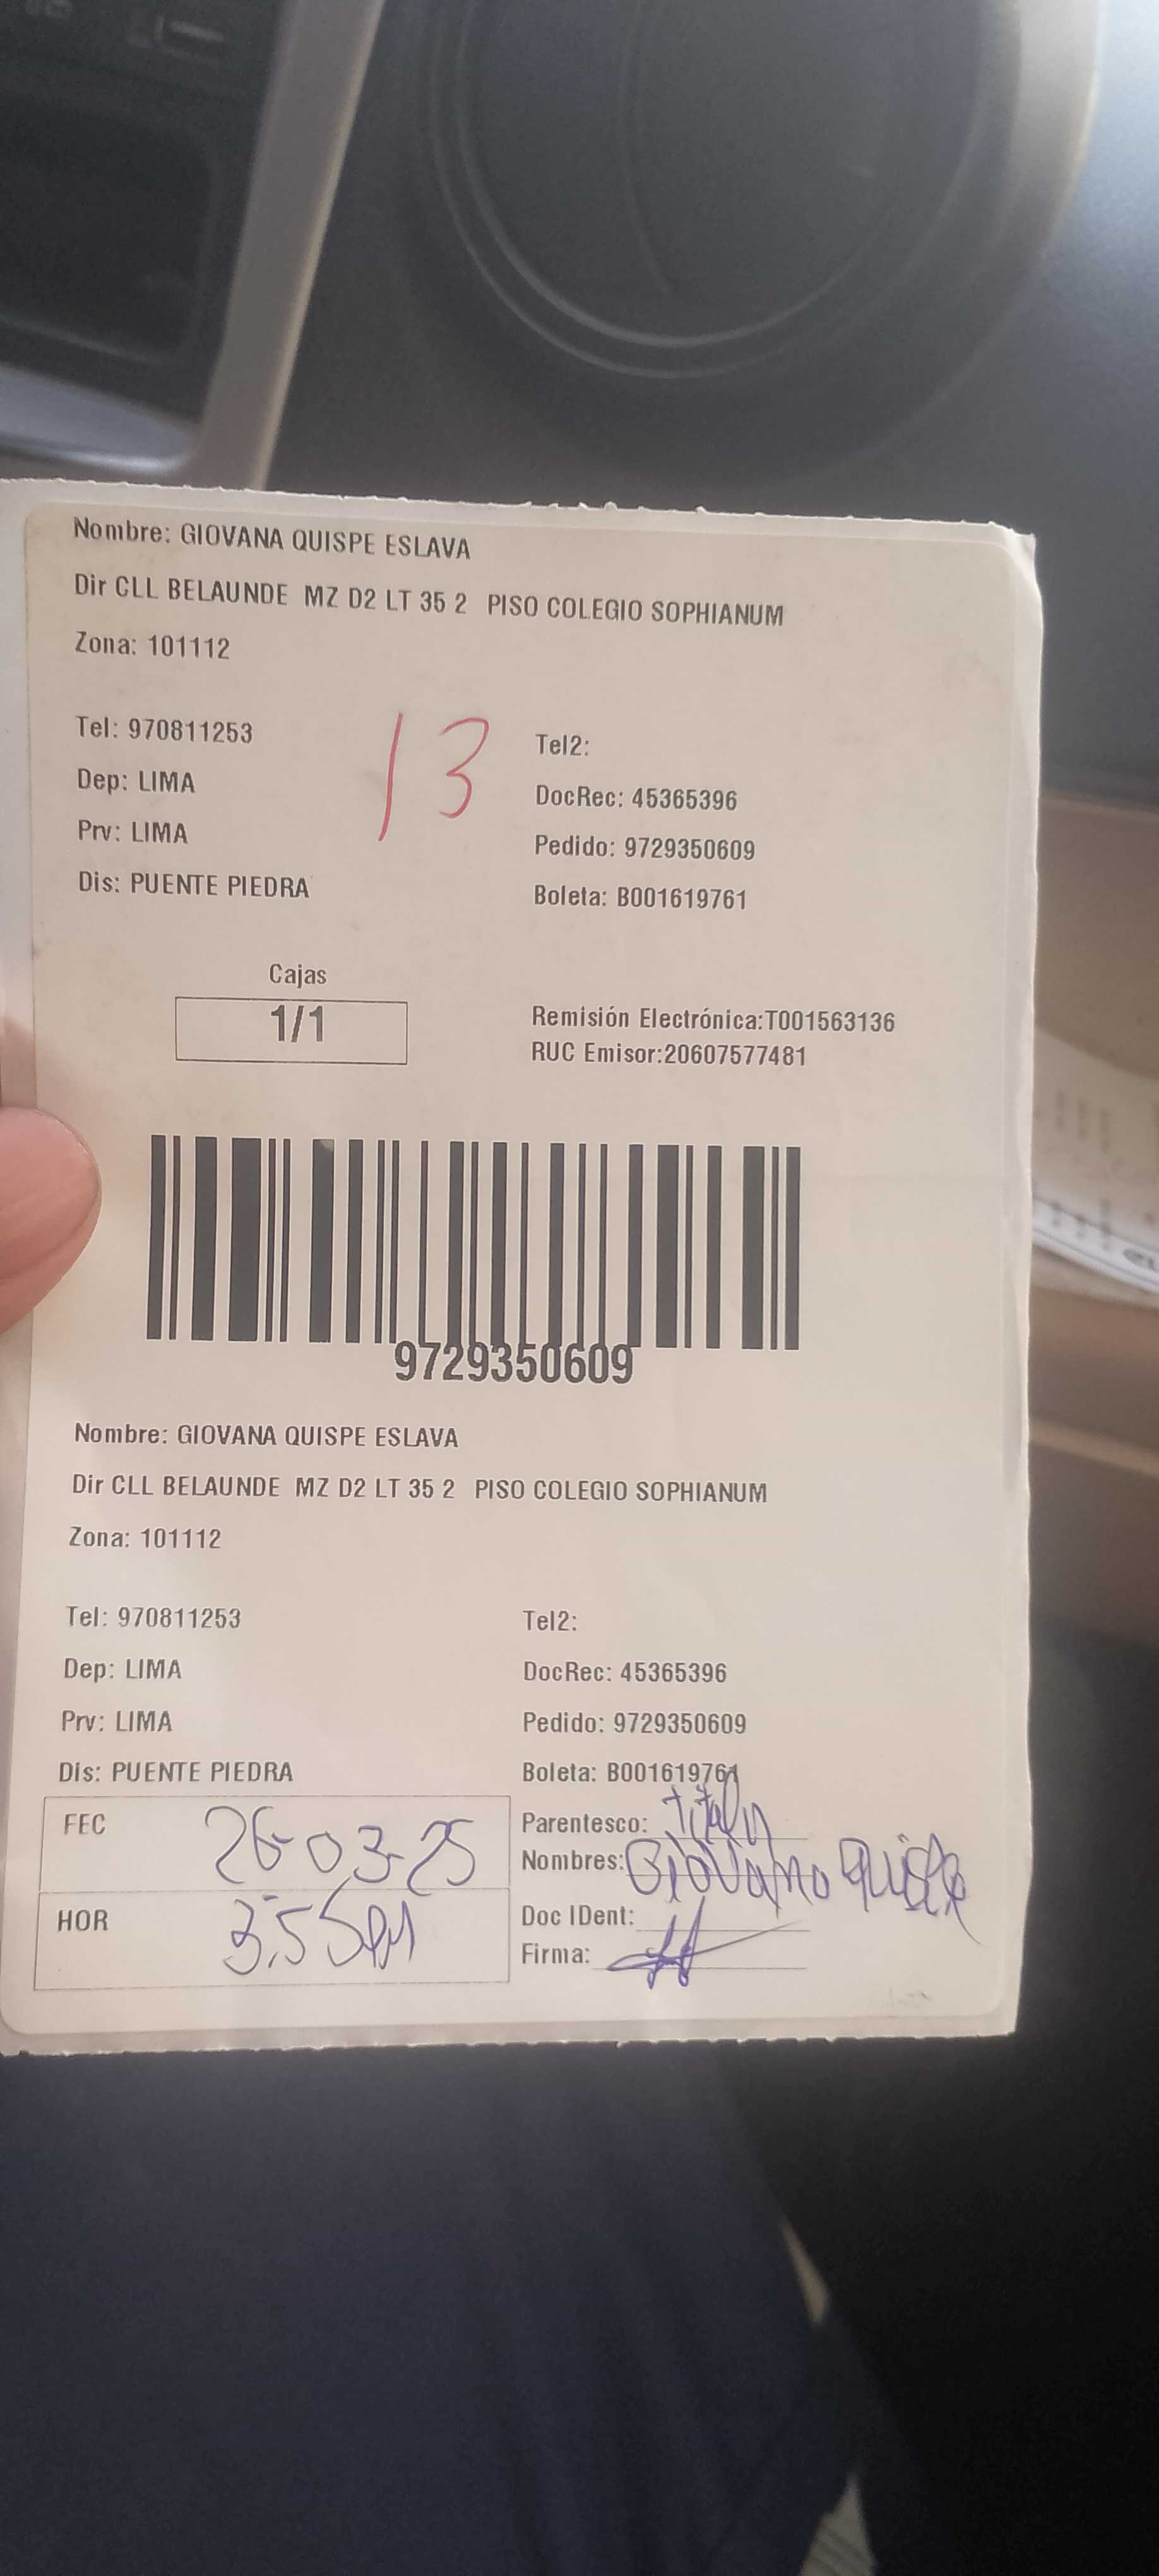 Nombre: GIOVANA QUISPE ESLAVA
Dir CLL BELAUNDE MZ D2 LT 35 2 PISO COLEGIO SOPHIANUM
Zona: 101112
13
Tel: 970811253
Tel2:
Dep: LIMA
DocRec: 45365396
Prv: LIMA
Pedido: 9729350609
Dis: PUENTE PIEDRA
Boleta: B001619761
Cajas
1/1
Remisión Electrónica:T001563136
RUC Emisor:20607577481
9729350609
Nombre: GIOVANA QUISPE ESLAVA
Dir CLL BELAUNDE MZ D2 LT 35 2 PISO COLEGIO SOPHIANUM
Zona: 101112
Tel: 970811253
Tel2:
Dep: LIMA
DocRec: 45365396
Prv: LIMA
Pedido: 9729350609
Dis: PUENTE PIEDRA
Boleta: B001619761
FEC 26-03-25
Parentesco:
Nombres: Giovana Quispe
HOR 3:55PM
Doc IDent:
Firma: